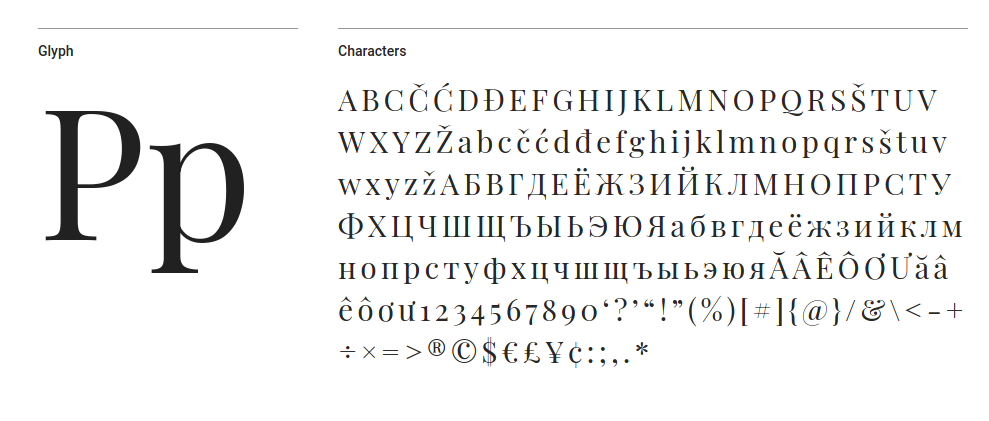 Glyph
Pp
Characters
ABCČĆDĐEFGHIJKLMNOPQRSŠTUV
WXYZŽabcčćdđefghijklmnopqrsštuv
wxyzžАБВГДЕЁЖЗИЙКЛМНОПРСТУ
ФХЦЧШЩЪЫЬЭЮЯабвгдеёжзийклм
нопрстуфхцчшщъыьэюяĂÂÊÔƠƯăâ
êôơư1234567890‘?’“!”(%)[#]{@}/&\<-+
÷×=>®©$€£¥¢:;,.*